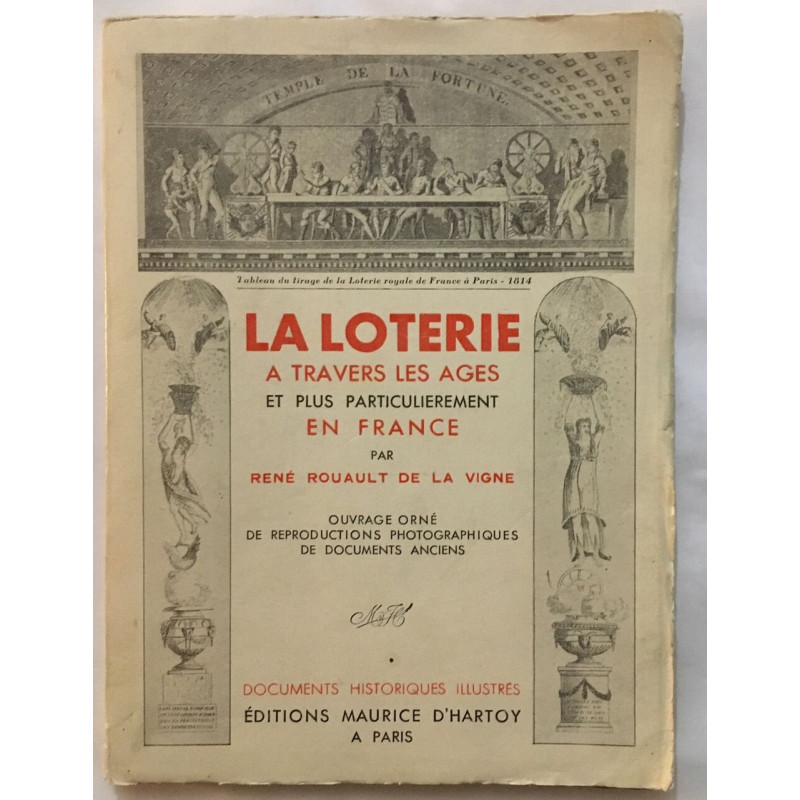 TEMPLE DE LA FORTUNE.
Tableau du tirage de la Loterie royale de France à Paris - 1814
LA LOTERIE
A TRAVERS LES AGES
ET PLUS PARTICULIEREMENT
EN FRANCE
PAR
RENÉ ROUAULT DE LA VIGNE
OUVRAGE ORNÉ
DE REPRODUCTIONS PHOTOGRAPHIQUES
DE DOCUMENTS ANCIENS
DOCUMENTS HISTORIQUES ILLUSTRÉS
ÉDITIONS MAURICE D'HARTOY
A PARIS